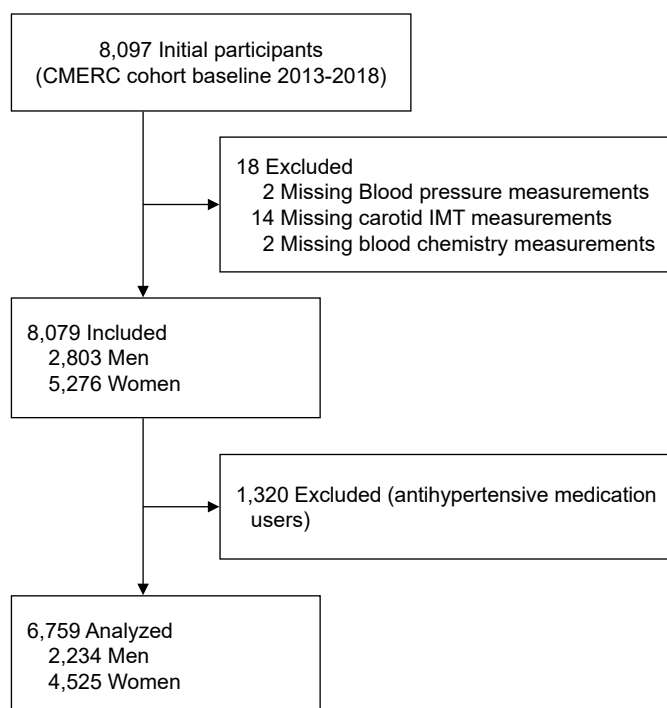 8,097 Initial participants
(CMERC cohort baseline 2013-2018)
18 Excluded
2 Missing Blood pressure measurements
14 Missing carotid IMT measurements
2 Missing blood chemistry measurements
8,079 Included
2,803 Men
5,276 Women
1,320 Excluded (antihypertensive medication
users)
6,759 Analyzed
2,234 Men
4,525 Women